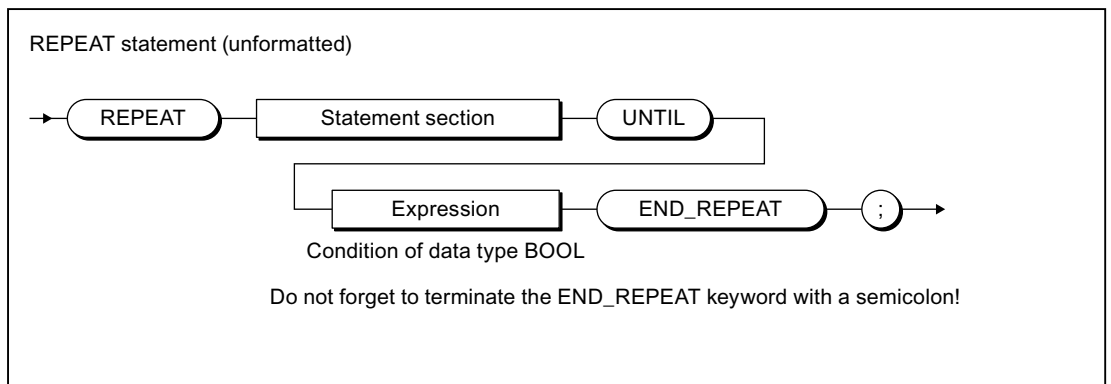 REPEAT statement (unformatted)
REPEAT Statement section UNTIL
Expression END_REPEAT ;
Condition of data type BOOL
Do not forget to terminate the END_REPEAT keyword with a semicolon!